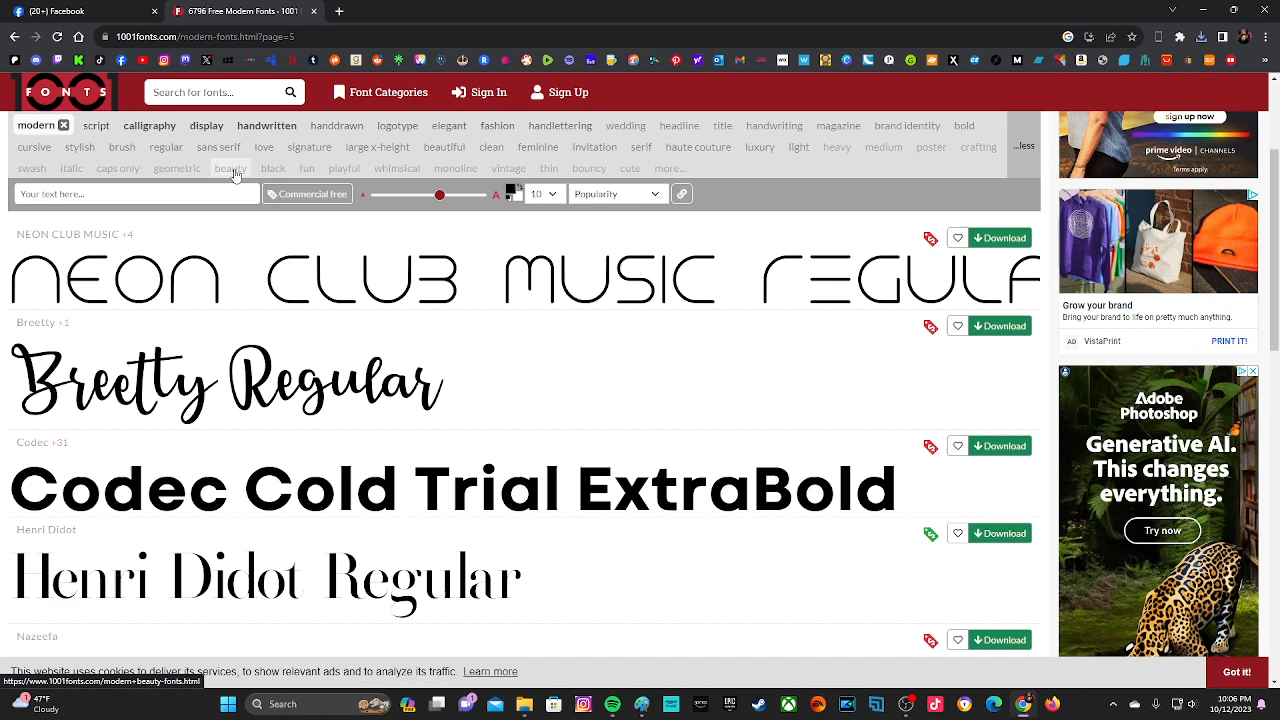 (20+) Facebook
6796 Free Modern Fonts - 1001
1001fonts.com/modern-fonts.html?page=5
FONTS
Search for fonts...
Font Categories
Sign In
Sign Up
modern script calligraphy display handwritten handdrawn logotype elegant fashion handlettering wedding headline title handwriting magazine brand identity bold
cursive stylish brush regular sans serif love signature large x-height beautiful clean feminine invitation serif haute couture luxury light heavy medium poster crafting
...less
swash italic caps only geometric beauty black fun playful whimsical monoline vintage thin bouncy cute more...
Your text here...
Commercial free
A
A
10
Popularity
NEON CLUB MUSIC +4
Download
NEON CLUB MUSIC REGULA
Breetty +1
Download
Breetty Regular
Codec +31
Download
Codec Cold Trial ExtraBold
Henri Didot
Download
Henri Didot Regular
Nazeefa
Download
sign up now
prime video | CHANNELS
Terms apply.
Grow your brand
Bring your brand to life on pretty much anything.
AD VistaPrint PRINT IT!
Adobe
Photoshop
Generative AI.
This changes
everything.
Try now
This website uses cookies to deliver its services, to show relevant ads and to analyze its traffic. Learn more
Got it!
https://www.1001fonts.com/modern+beauty-fonts.html
47°F
Cloudy
Search
10:06 PM
10/12/2023